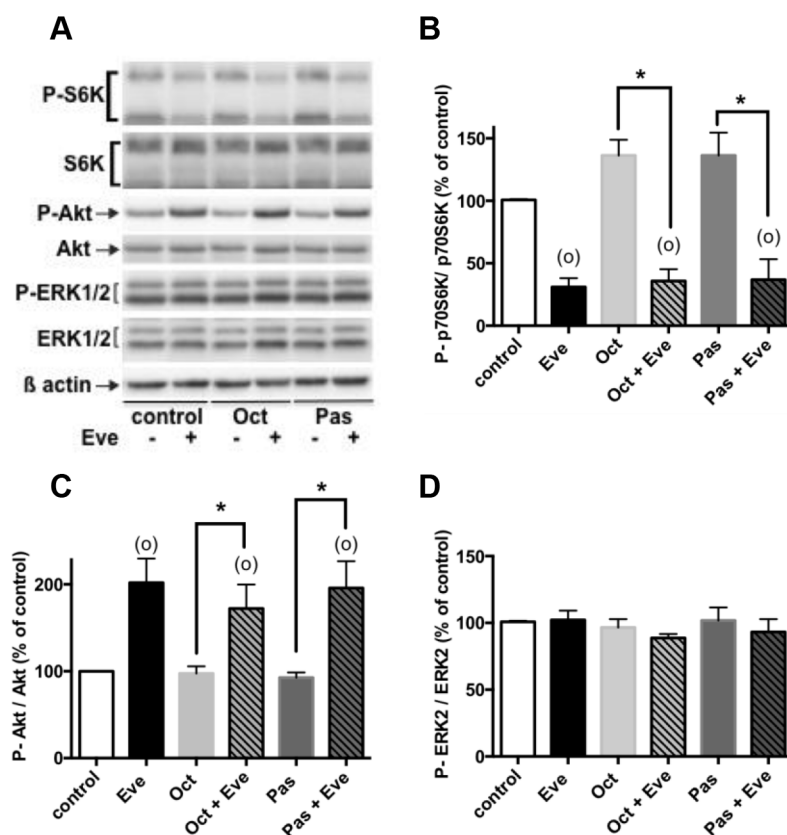 A
P-S6K
S6K
P-Akt
Akt
P-ERK1/2
ERK1/2
ß actin
control Oct Pas
Eve - + - + - +
B
P- p70S6K/ p70S6K (% of control)
150
100
50
0
* *
(o) (o) (o)
control Eve Oct Oct + Eve Pas Pas + Eve
C
P- Akt / Akt (% of control)
200
100
0
* *
(o) (o) (o)
control Eve Oct Oct + Eve Pas Pas + Eve
D
P- ERK2 / ERK2 (% of control)
150
100
50
0
control Eve Oct Oct + Eve Pas Pas + Eve